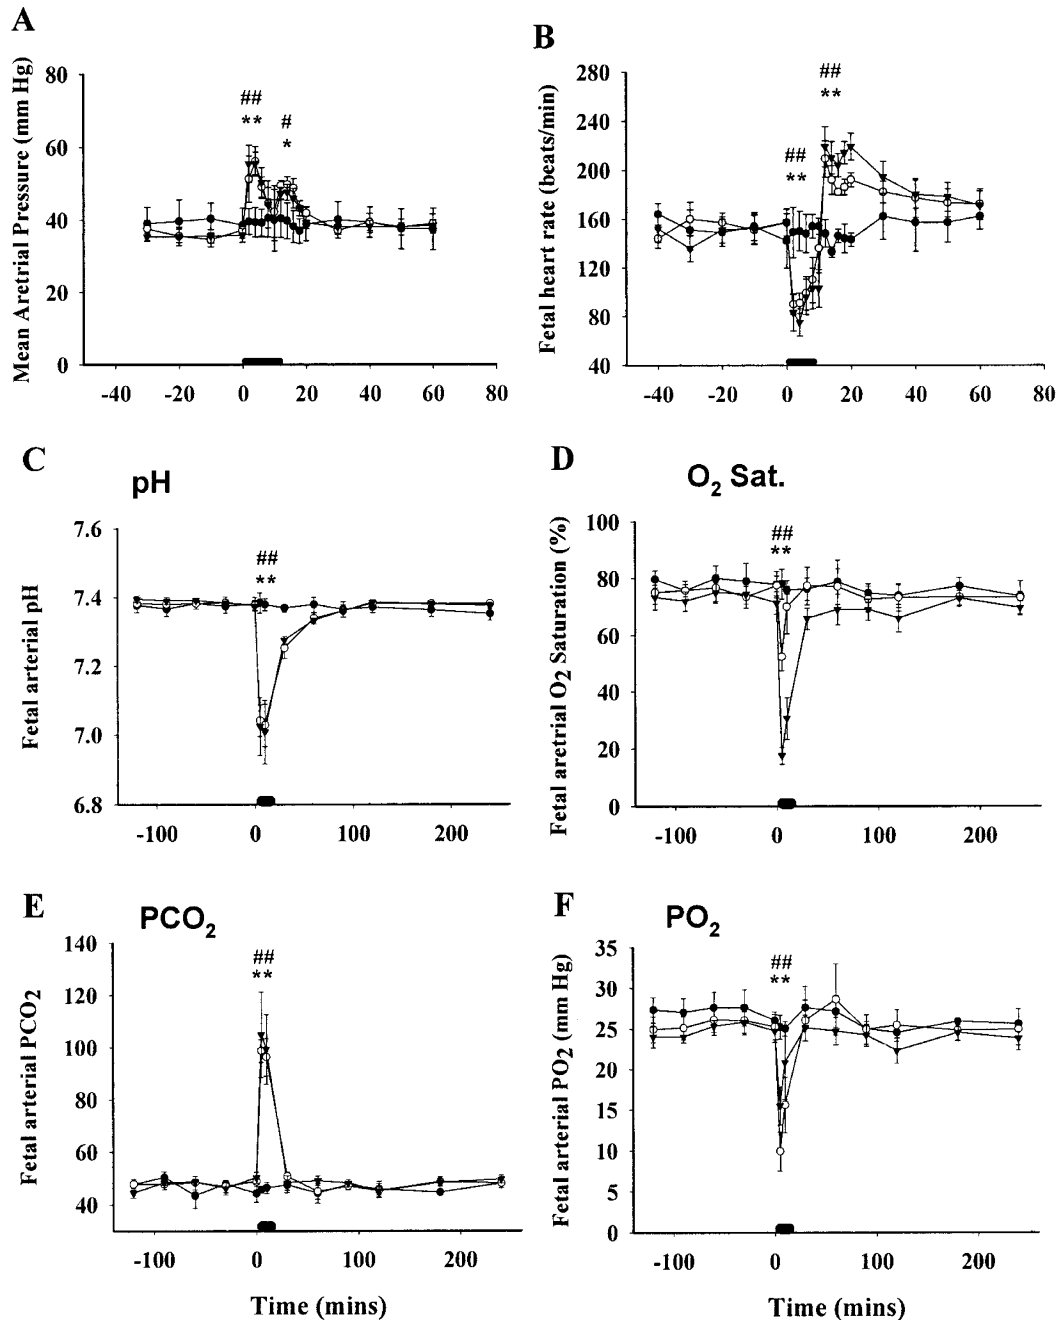 A
Mean Aretrial Pressure (mm Hg)
80
60
40
20
0
##
**
#
*
-40 -20 0 20 40 60 80
B
Fetal heart rate (beats/min)
280
240
200
160
120
80
40
##
**
##
**
-40 -20 0 20 40 60 80
C
pH
Fetal arterial pH
7.6
7.4
7.2
7.0
6.8
##
**
-100 0 100 200
D
O2 Sat.
Fetal aretrial O2 Saturation (%)
100
80
60
40
20
0
##
**
-100 0 100 200
E
PCO2
Fetal arterial PCO2
140
120
100
80
60
40
##
**
-100 0 100 200
Time (mins)
F
PO2
Fetal arterial PO2 (mm Hg)
35
30
25
20
15
10
5
0
##
**
-100 0 100 200
Time (mins)